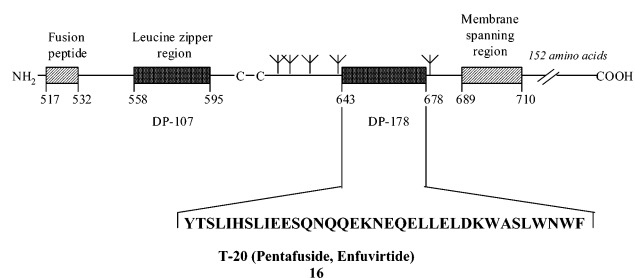 Fusion peptide
Leucine zipper region
Membrane spanning region
152 amino acids
NH2
C – C
COOH
517 532 558 595 643 678 689 710
DP-107 DP-178
YTSLIHSLIEESQNQQEKNEQELLELDKWASLWNWF
T-20 (Pentafuside, Enfuvirtide)
16